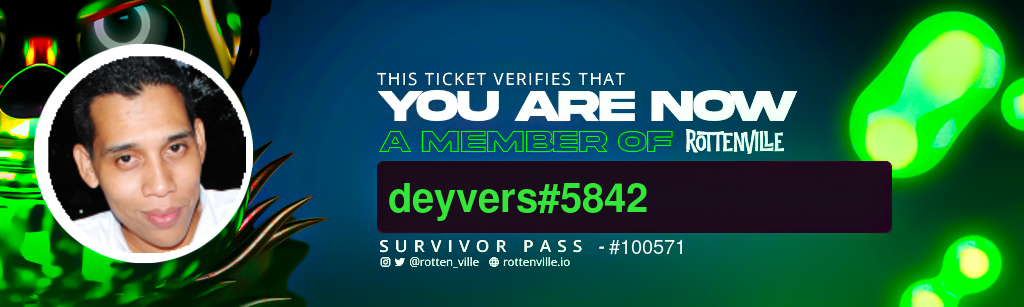 THIS TICKET VERIFIES THAT
YOU ARE NOW
A MEMBER OF ROTTENVILLE
deyvers#5842
SURVIVOR PASS - #100571
@rotten_ville rottenville.io